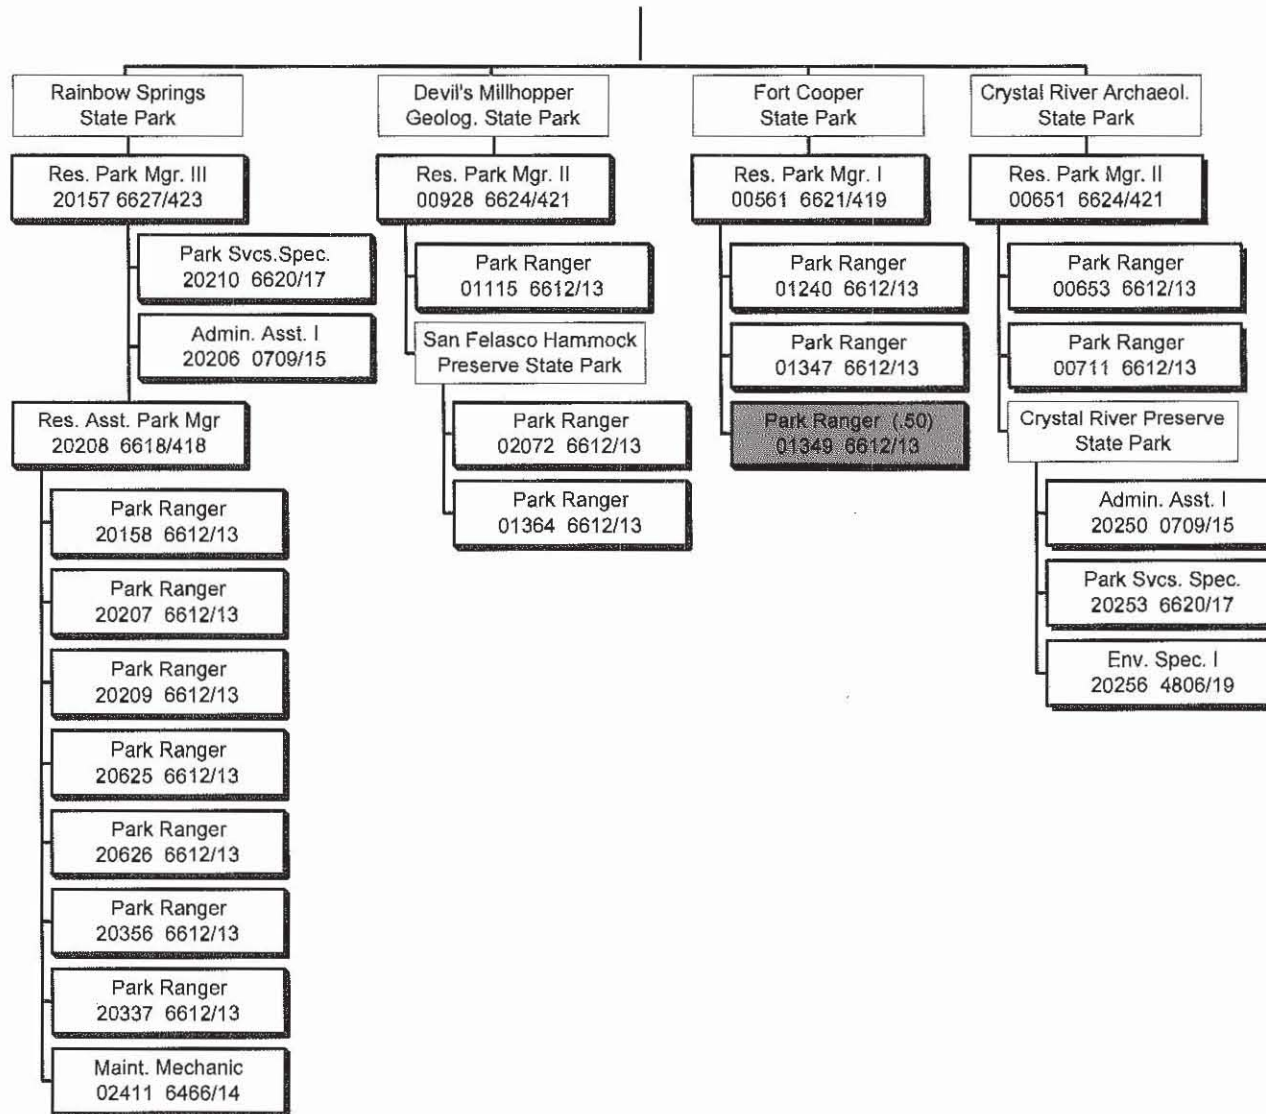 Rainbow Springs
State Park
Res. Park Mgr. III
20157 6627/423
Park Svcs.Spec.
20210 6620/17
Admin. Asst. I
20206 0709/15
Res. Asst. Park Mgr
20208 6618/418
Park Ranger
20158 6612/13
Park Ranger
20207 6612/13
Park Ranger
20209 6612/13
Park Ranger
20625 6612/13
Park Ranger
20626 6612/13
Park Ranger
20356 6612/13
Park Ranger
20337 6612/13
Maint. Mechanic
02411 6466/14
Devil's Millhopper
Geolog. State Park
Res. Park Mgr. II
00928 6624/421
Park Ranger
01115 6612/13
San Felasco Hammock
Preserve State Park
Park Ranger
02072 6612/13
Park Ranger
01364 6612/13
Fort Cooper
State Park
Res. Park Mgr. I
00561 6621/419
Park Ranger
01240 6612/13
Park Ranger
01347 6612/13
Park Ranger (.50)
01349 6612/13
Crystal River Archaeol.
State Park
Res. Park Mgr. II
00651 6624/421
Park Ranger
00653 6612/13
Park Ranger
00711 6612/13
Crystal River Preserve
State Park
Admin. Asst. I
20250 0709/15
Park Svcs. Spec.
20253 6620/17
Env. Spec. I
20256 4806/19